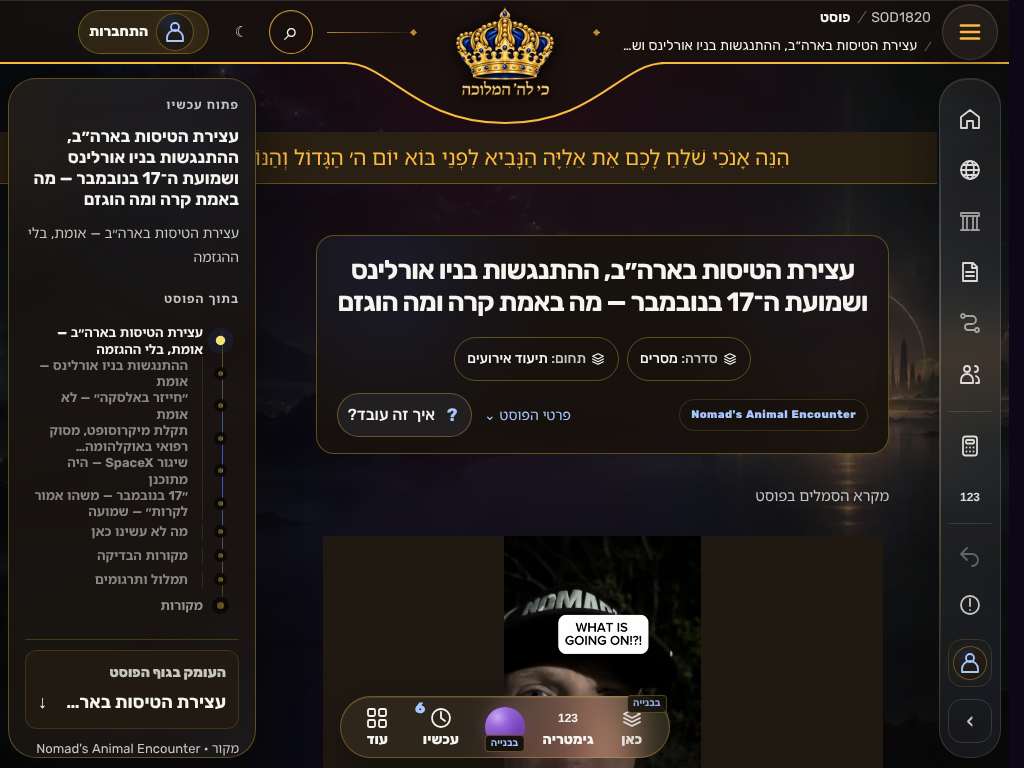 SOD1820 / פוסט
/ עצירת הטיסות בארה״ב, ההתנגשות בניו אורלינס וש...
כי לה' המלוכה
התחברות
הִנֵּה אָנֹכִי שֹׁלֵחַ לָכֶם אֵת אֵלִיָּה הַנָּבִיא לִפְנֵי בּוֹא יוֹם ה׳ הַגָּדוֹל וְהַנּוֹ
עצירת הטיסות בארה״ב, ההתנגשות בניו אורלינס
ושמועת ה־17 בנובמבר — מה באמת קרה ומה הוגזם
סדרה: מסרים
תחום: תיעוד אירועים
Nomad's Animal Encounter
פרטי הפוסט
? איך זה עובד?
מקרא הסמלים בפוסט
NOMA
WHAT IS
GOING ON!?!
בבנייה
כאן
123
גימטריה
בבנייה
6
עכשיו
עוד
123
פתוח עכשיו
עצירת הטיסות בארה״ב,
ההתנגשות בניו אורלינס
ושמועת ה־17 בנובמבר — מה
באמת קרה ומה הוגזם
עצירת הטיסות בארה״ב — אומת, בלי
ההגזמה
בתוך הפוסט
עצירת הטיסות בארה״ב —
אומת, בלי ההגזמה
ההתנגשות בניו אורלינס —
אומת
״חייזר באלסקה״ — לא
אומת
תקלת מיקרוסופט, מסוק
רפואי באוקלהומה...
שיגור SpaceX — היה
מתוכנן
״17 בנובמבר — משהו אמור
לקרות״ — שמועה
מה לא עשינו כאן
מקורות הבדיקה
תמלול ותרגומים
מקורות
העומק בגוף הפוסט
עצירת הטיסות באר... ↓
מקור • Nomad's Animal Encounter